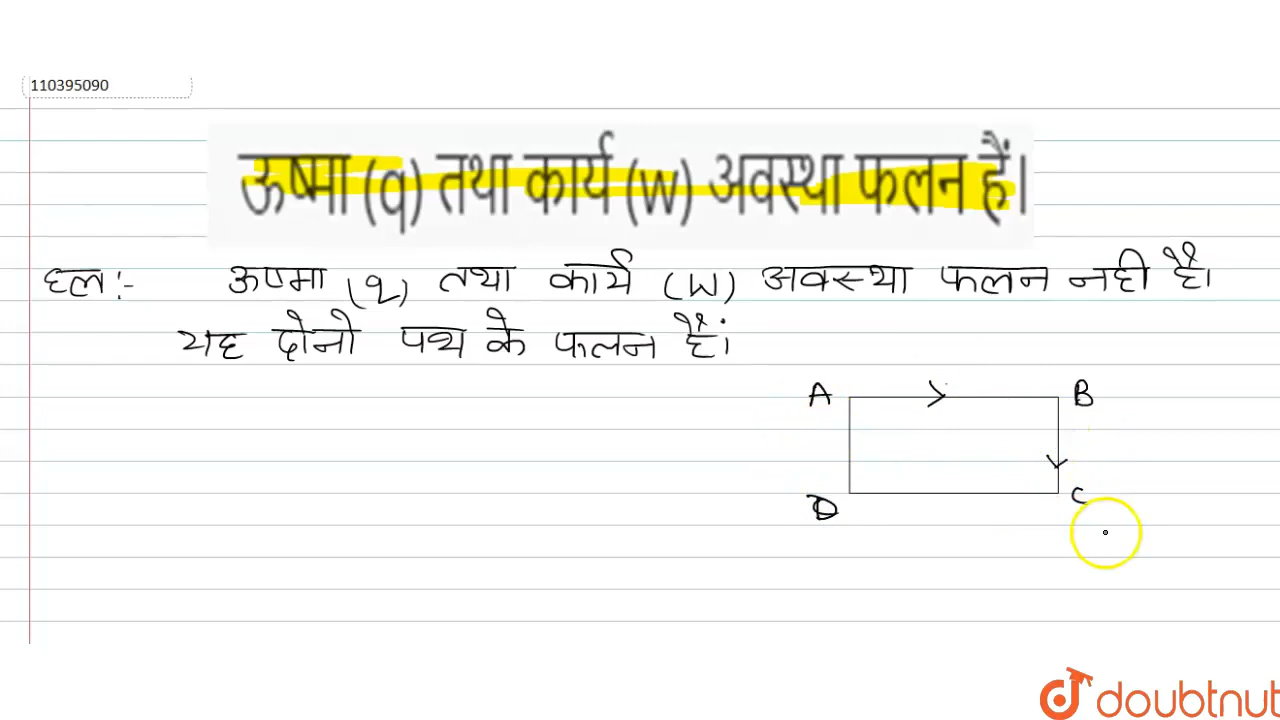 110395090
ऊष्मा (q) तथा कार्य (w) अवस्था फलन हैं।
हल :- ऊष्मा (q) तथा कार्य (W) अवस्था फलन नही है।
यह दोनो पथ के फलन हैं।
A B
D C
doubtnut